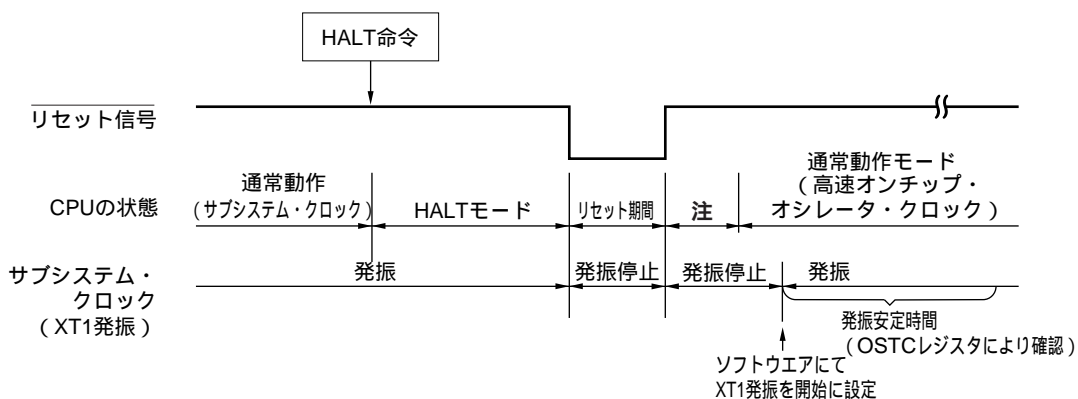 HALT命令
リセット信号
CPUの状態
通常動作
(サブシステム・クロック)
HALTモード
リセット期間
注
通常動作モード
(高速オンチップ・
オシレータ・クロック)
サブシステム・
クロック
(XT1発振)
発振
発振停止
発振停止
発振
発振安定時間
(OSTCレジスタにより確認)
ソフトウエアにて
XT1発振を開始に設定